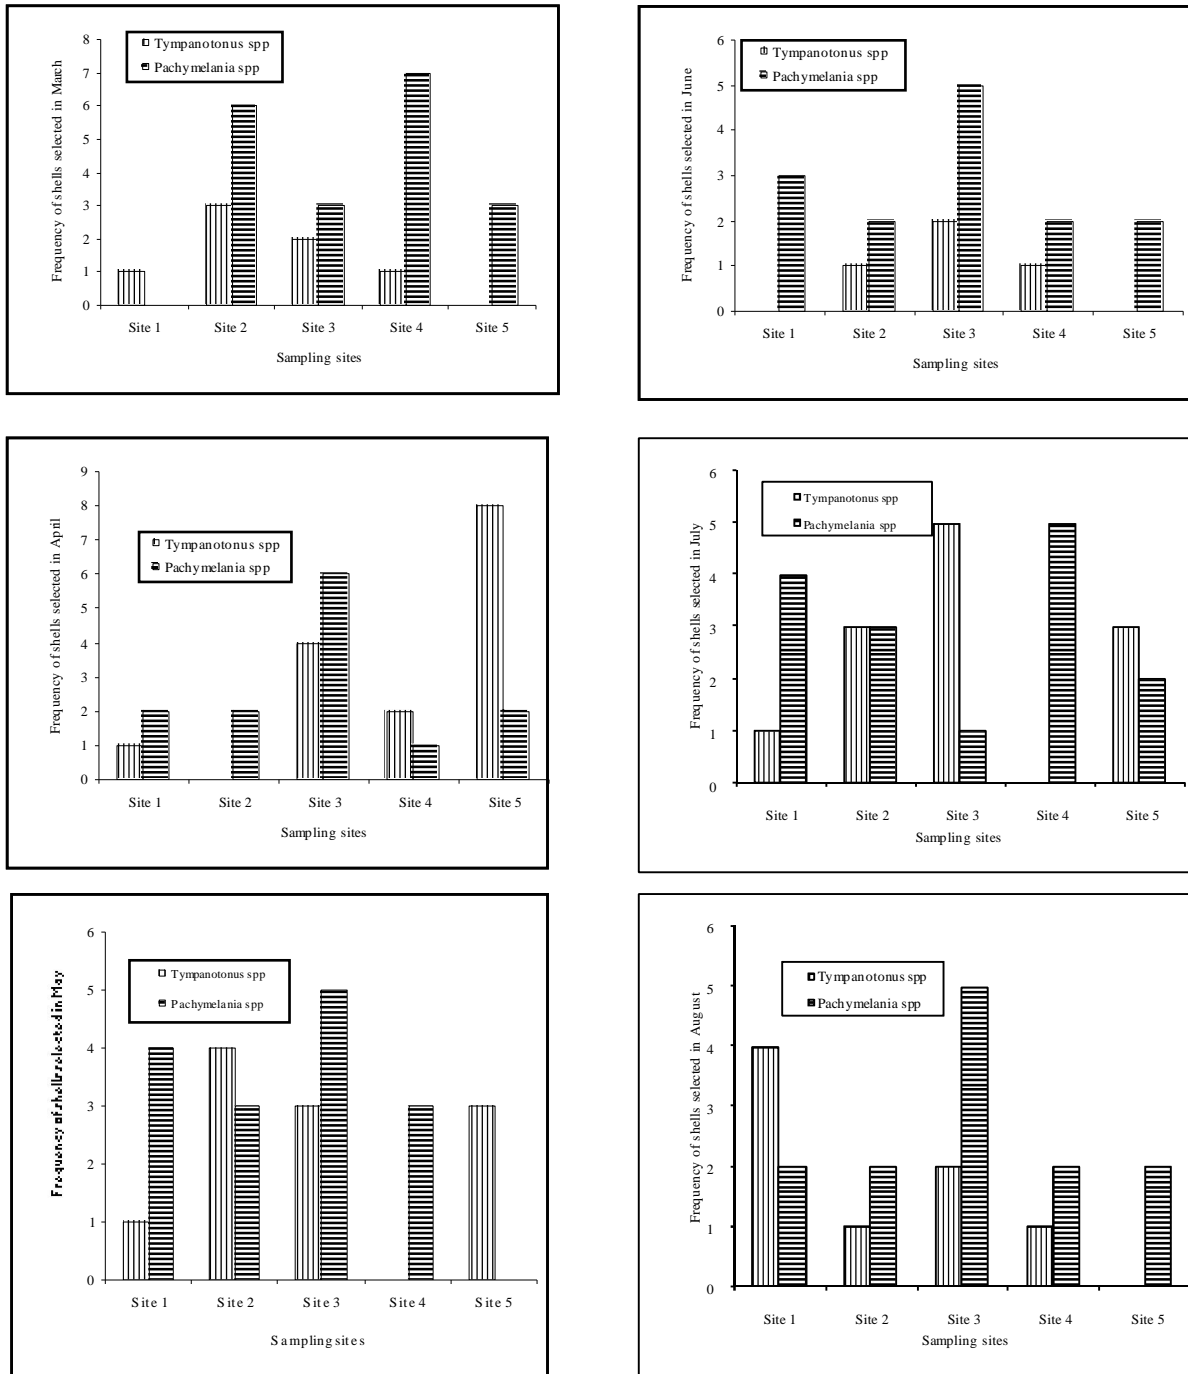 Frequency of shells selected in March
8
7
6
5
4
3
2
1
0
Tympanotonus spp
Pachymelania spp
Site 1 Site 2 Site 3 Site 4 Site 5
Sampling sites
Frequency of shells selected in June
6
5
4
3
2
1
0
Tympanotonus spp
Pachymelania spp
Site 1 Site 2 Site 3 Site 4 Site 5
Sampling sites
Frequency of shells selected in April
9
8
7
6
5
4
3
2
1
0
Tympanotonus spp
Pachymelania spp
Site 1 Site 2 Site 3 Site 4 Site 5
Sampling sites
Frequency of shells selected in July
6
5
4
3
2
1
0
Tympanotonus spp
Pachymelania spp
Site 1 Site 2 Site 3 Site 4 Site 5
Sampling sites
Frequency of shells selected in May
6
5
4
3
2
1
0
Tympanotonus spp
Pachymelania spp
Site 1 Site 2 Site 3 Site 4 Site 5
Sampling sites
Frequency of shells selected in August
6
5
4
3
2
1
0
Tympanotonus spp
Pachymelania spp
Site 1 Site 2 Site 3 Site 4 Site 5
Sampling sites